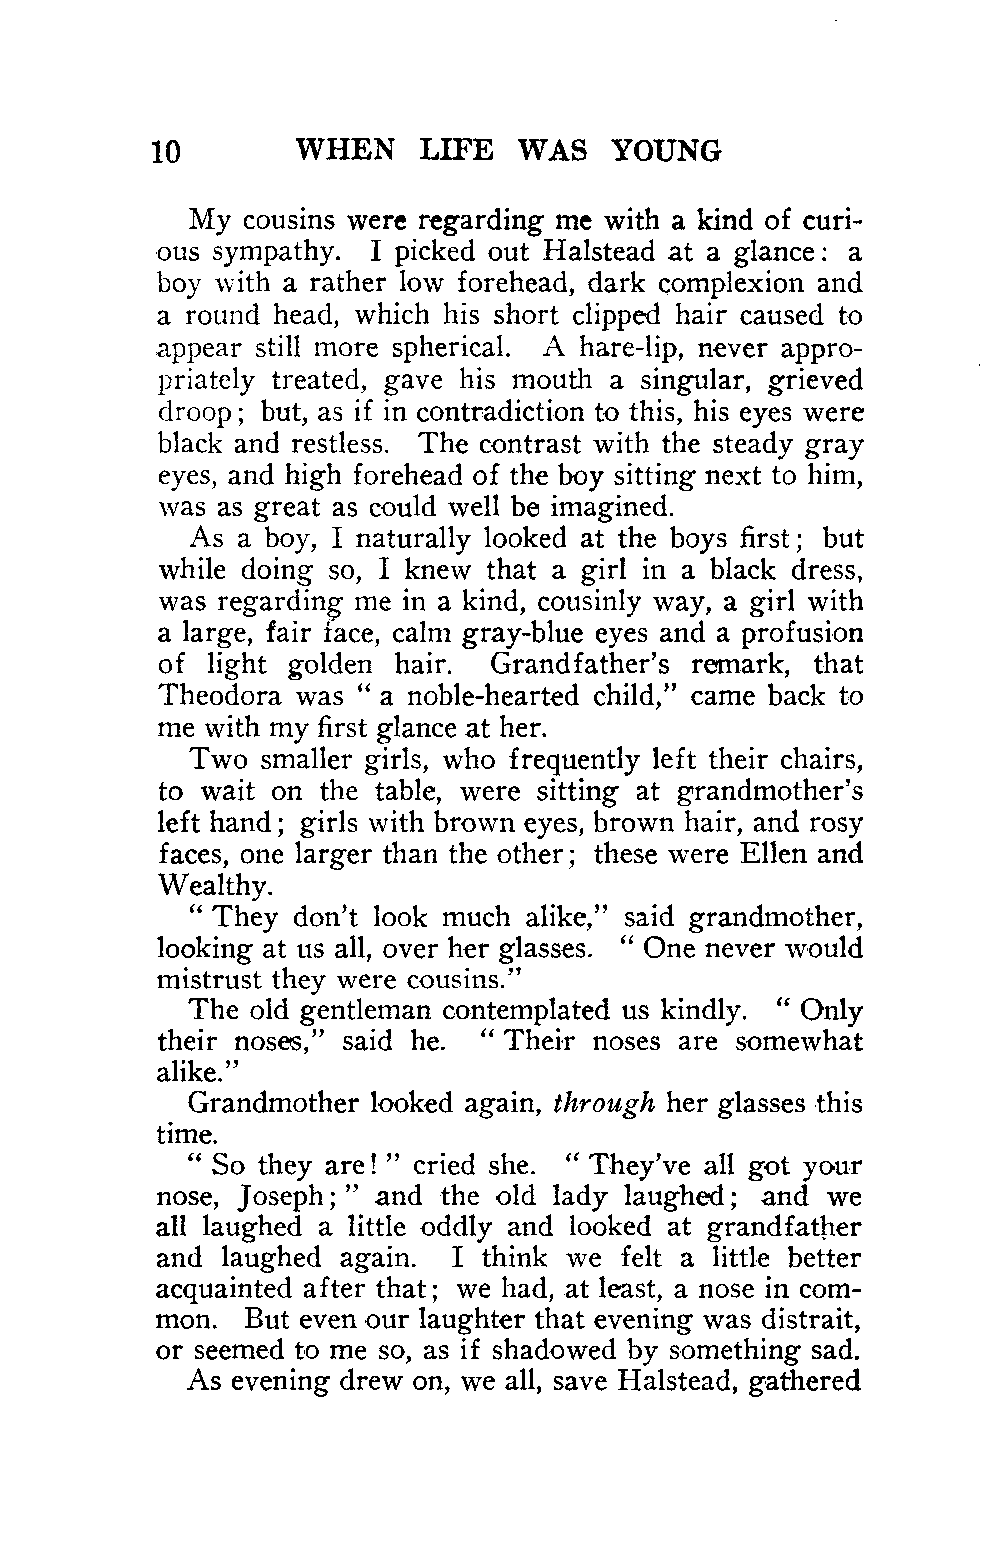 10 WHEN LIFE WAS YOUNG
My cousins were regarding me with a kind of curi-
ous sympathy. I picked out Halstead at a glance: a
boy with a rather low forehead, dark complexion and
a round head, which his short clipped hair caused to
appear still more spherical. A hare-lip, never appro-
priately treated, gave his mouth a singular, grieved
droop; but, as if in contradiction to this, his eyes were
black and restless. The contrast with the steady gray
eyes, and high forehead of the boy sitting next to him,
was as great as could well be imagined.
As a boy, I naturally looked at the boys first; but
while doing so, I knew that a girl in a black dress,
was regarding me in a kind, cousinly way, a girl with
a large, fair face, calm gray-blue eyes and a profusion
of light golden hair. Grandfather's remark, that
Theodora was " a noble-hearted child," came back to
me with my first glance at her.
Two smaller girls, who frequently left their chairs,
to wait on the table, were sitting at grandmother's
left hand; girls with brown eyes, brown hair, and rosy
faces, one larger than the other; these were Ellen and
Wealthy.
" They don't look much alike," said grandmother,
looking at us all, over her glasses. " One never would
mistrust they were cousins."
The old gentleman contemplated us kindly. " Only
their noses," said he. " Their noses are somewhat
alike."
Grandmother looked again, through her glasses this
time.
" So they are! " cried she. " They've all got your
nose, Joseph; " and the old lady laughed; and we
all laughed a little oddly and looked at grandfather
and laughed again. I think we felt a little better
acquainted after that; we had, at least, a nose in com-
mon. But even our laughter that evening was distrait,
or seemed to me so, as if shadowed by something sad.
As evening drew on, we all, save Halstead, gathered